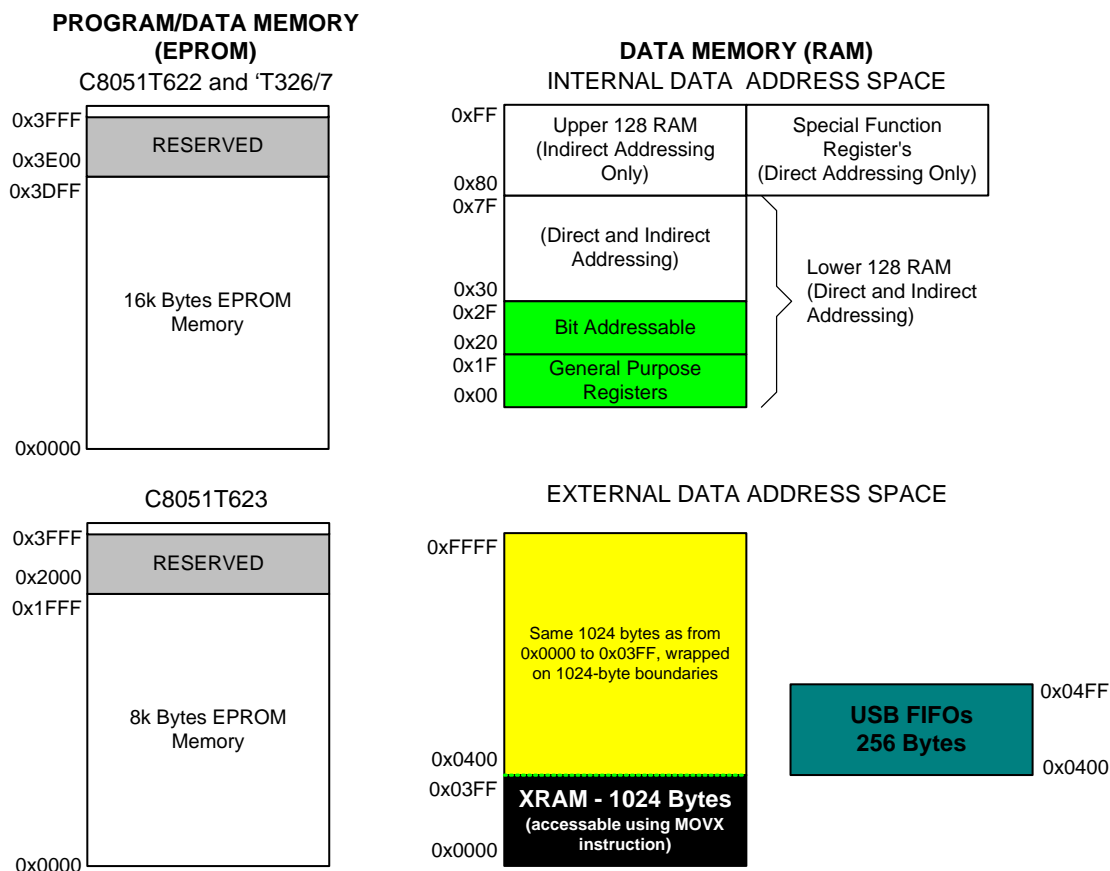 PROGRAM/DATA MEMORY
(EPROM)
C8051T622 and ‘T326/7
0x3FFF
RESERVED
0x3E00
0x3DFF
16k Bytes EPROM
Memory
0x0000
C8051T623
0x3FFF
RESERVED
0x2000
0x1FFF
8k Bytes EPROM
Memory
0x0000
DATA MEMORY (RAM)
INTERNAL DATA ADDRESS SPACE
0xFF
Upper 128 RAM
(Indirect Addressing
Only)
0x80
Special Function
Register's
(Direct Addressing Only)
0x7F
(Direct and Indirect
Addressing)
0x30
Lower 128 RAM
(Direct and Indirect
Addressing)
0x2F
Bit Addressable
0x20
0x1F
General Purpose
Registers
0x00
EXTERNAL DATA ADDRESS SPACE
0xFFFF
Same 1024 bytes as from
0x0000 to 0x03FF, wrapped
on 1024-byte boundaries
0x0400
0x03FF
XRAM - 1024 Bytes
(accessable using MOVX
instruction)
0x0000
0x04FF
USB FIFOs
256 Bytes
0x0400